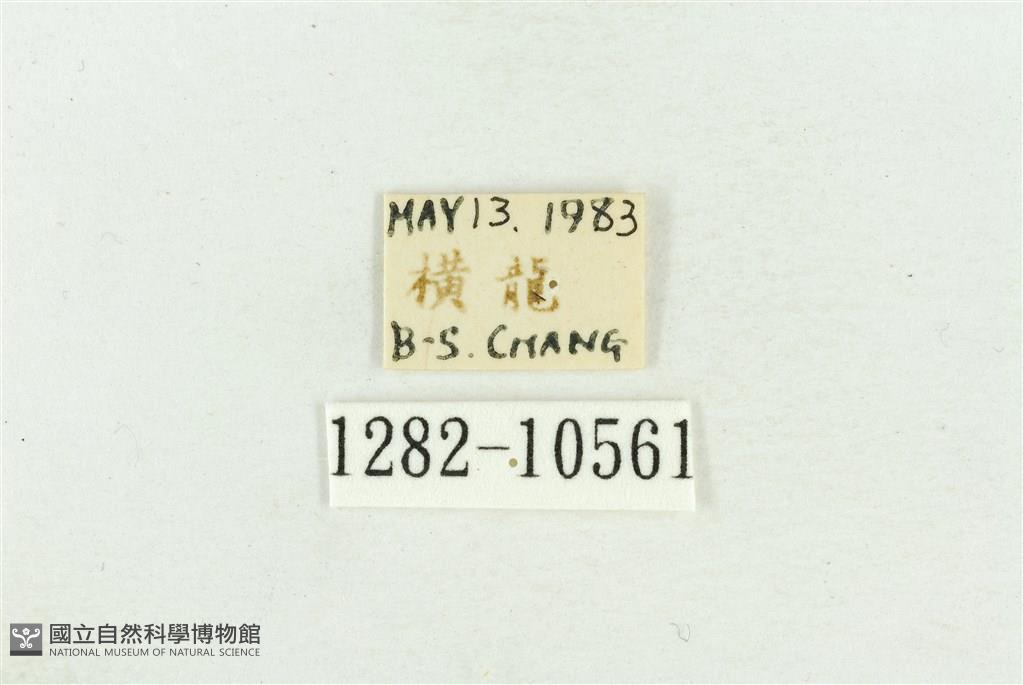 MAY 13. 1983
橫龍
B-S. CHANG
1282-10561
國立自然科學博物館
NATIONAL MUSEUM OF NATURAL SCIENCE